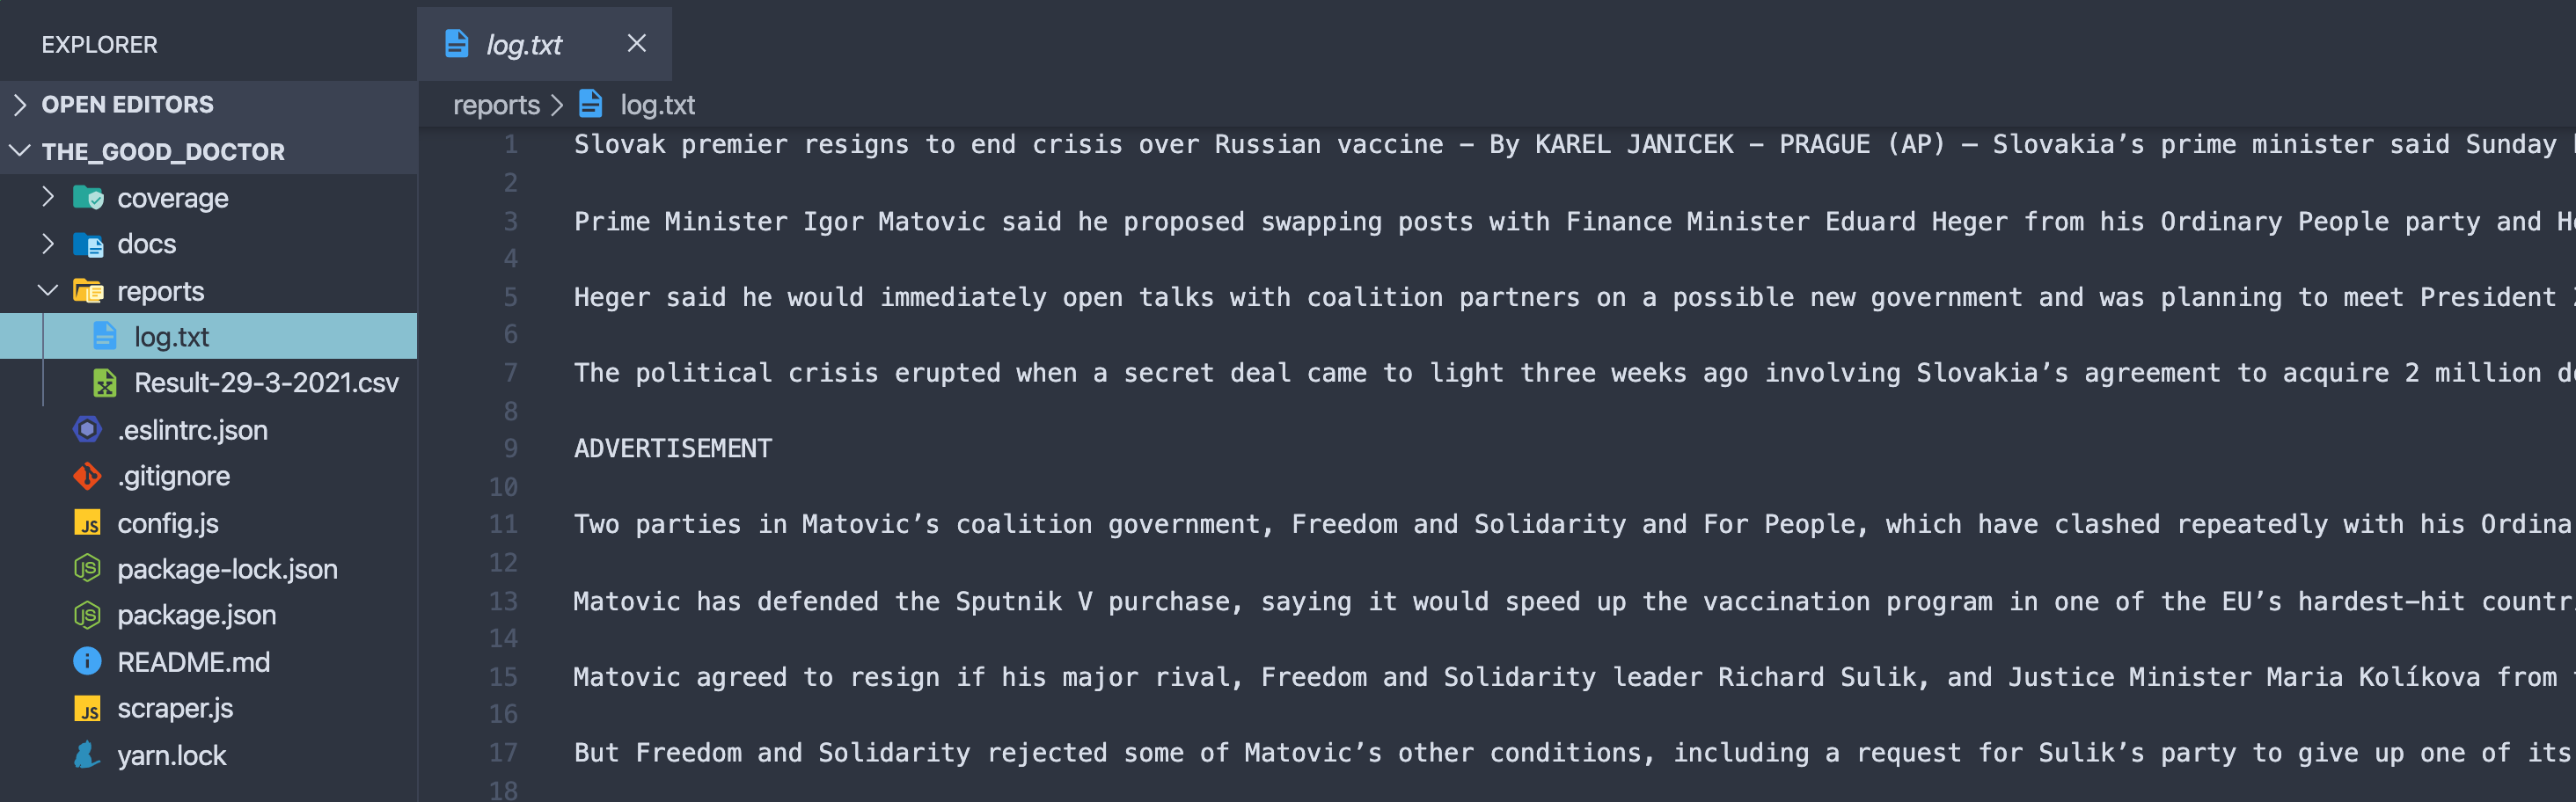 EXPLORER
OPEN EDITORS
THE_GOOD_DOCTOR
coverage
docs
reports
log.txt
Result-29-3-2021.csv
.eslintrc.json
.gitignore
config.js
package-lock.json
package.json
README.md
scraper.js
yarn.lock
log.txt
reports > log.txt
1 Slovak premier resigns to end crisis over Russian vaccine – By KAREL JANICEK – PRAGUE (AP) — Slovakia’s prime minister said Sunday
2
3 Prime Minister Igor Matovic said he proposed swapping posts with Finance Minister Eduard Heger from his Ordinary People party and
4
5 Heger said he would immediately open talks with coalition partners on a possible new government and was planning to meet President
6
7 The political crisis erupted when a secret deal came to light three weeks ago involving Slovakia’s agreement to acquire 2 million
8
9 ADVERTISEMENT
10
11 Two parties in Matovic’s coalition government, Freedom and Solidarity and For People, which have clashed repeatedly with his Ordina
12
13 Matovic has defended the Sputnik V purchase, saying it would speed up the vaccination program in one of the EU’s hardest-hit countr
14
15 Matovic agreed to resign if his major rival, Freedom and Solidarity leader Richard Sulik, and Justice Minister Maria Kolíkova from
16
17 But Freedom and Solidarity rejected some of Matovic’s other conditions, including a request for Sulik’s party to give up one of its
18